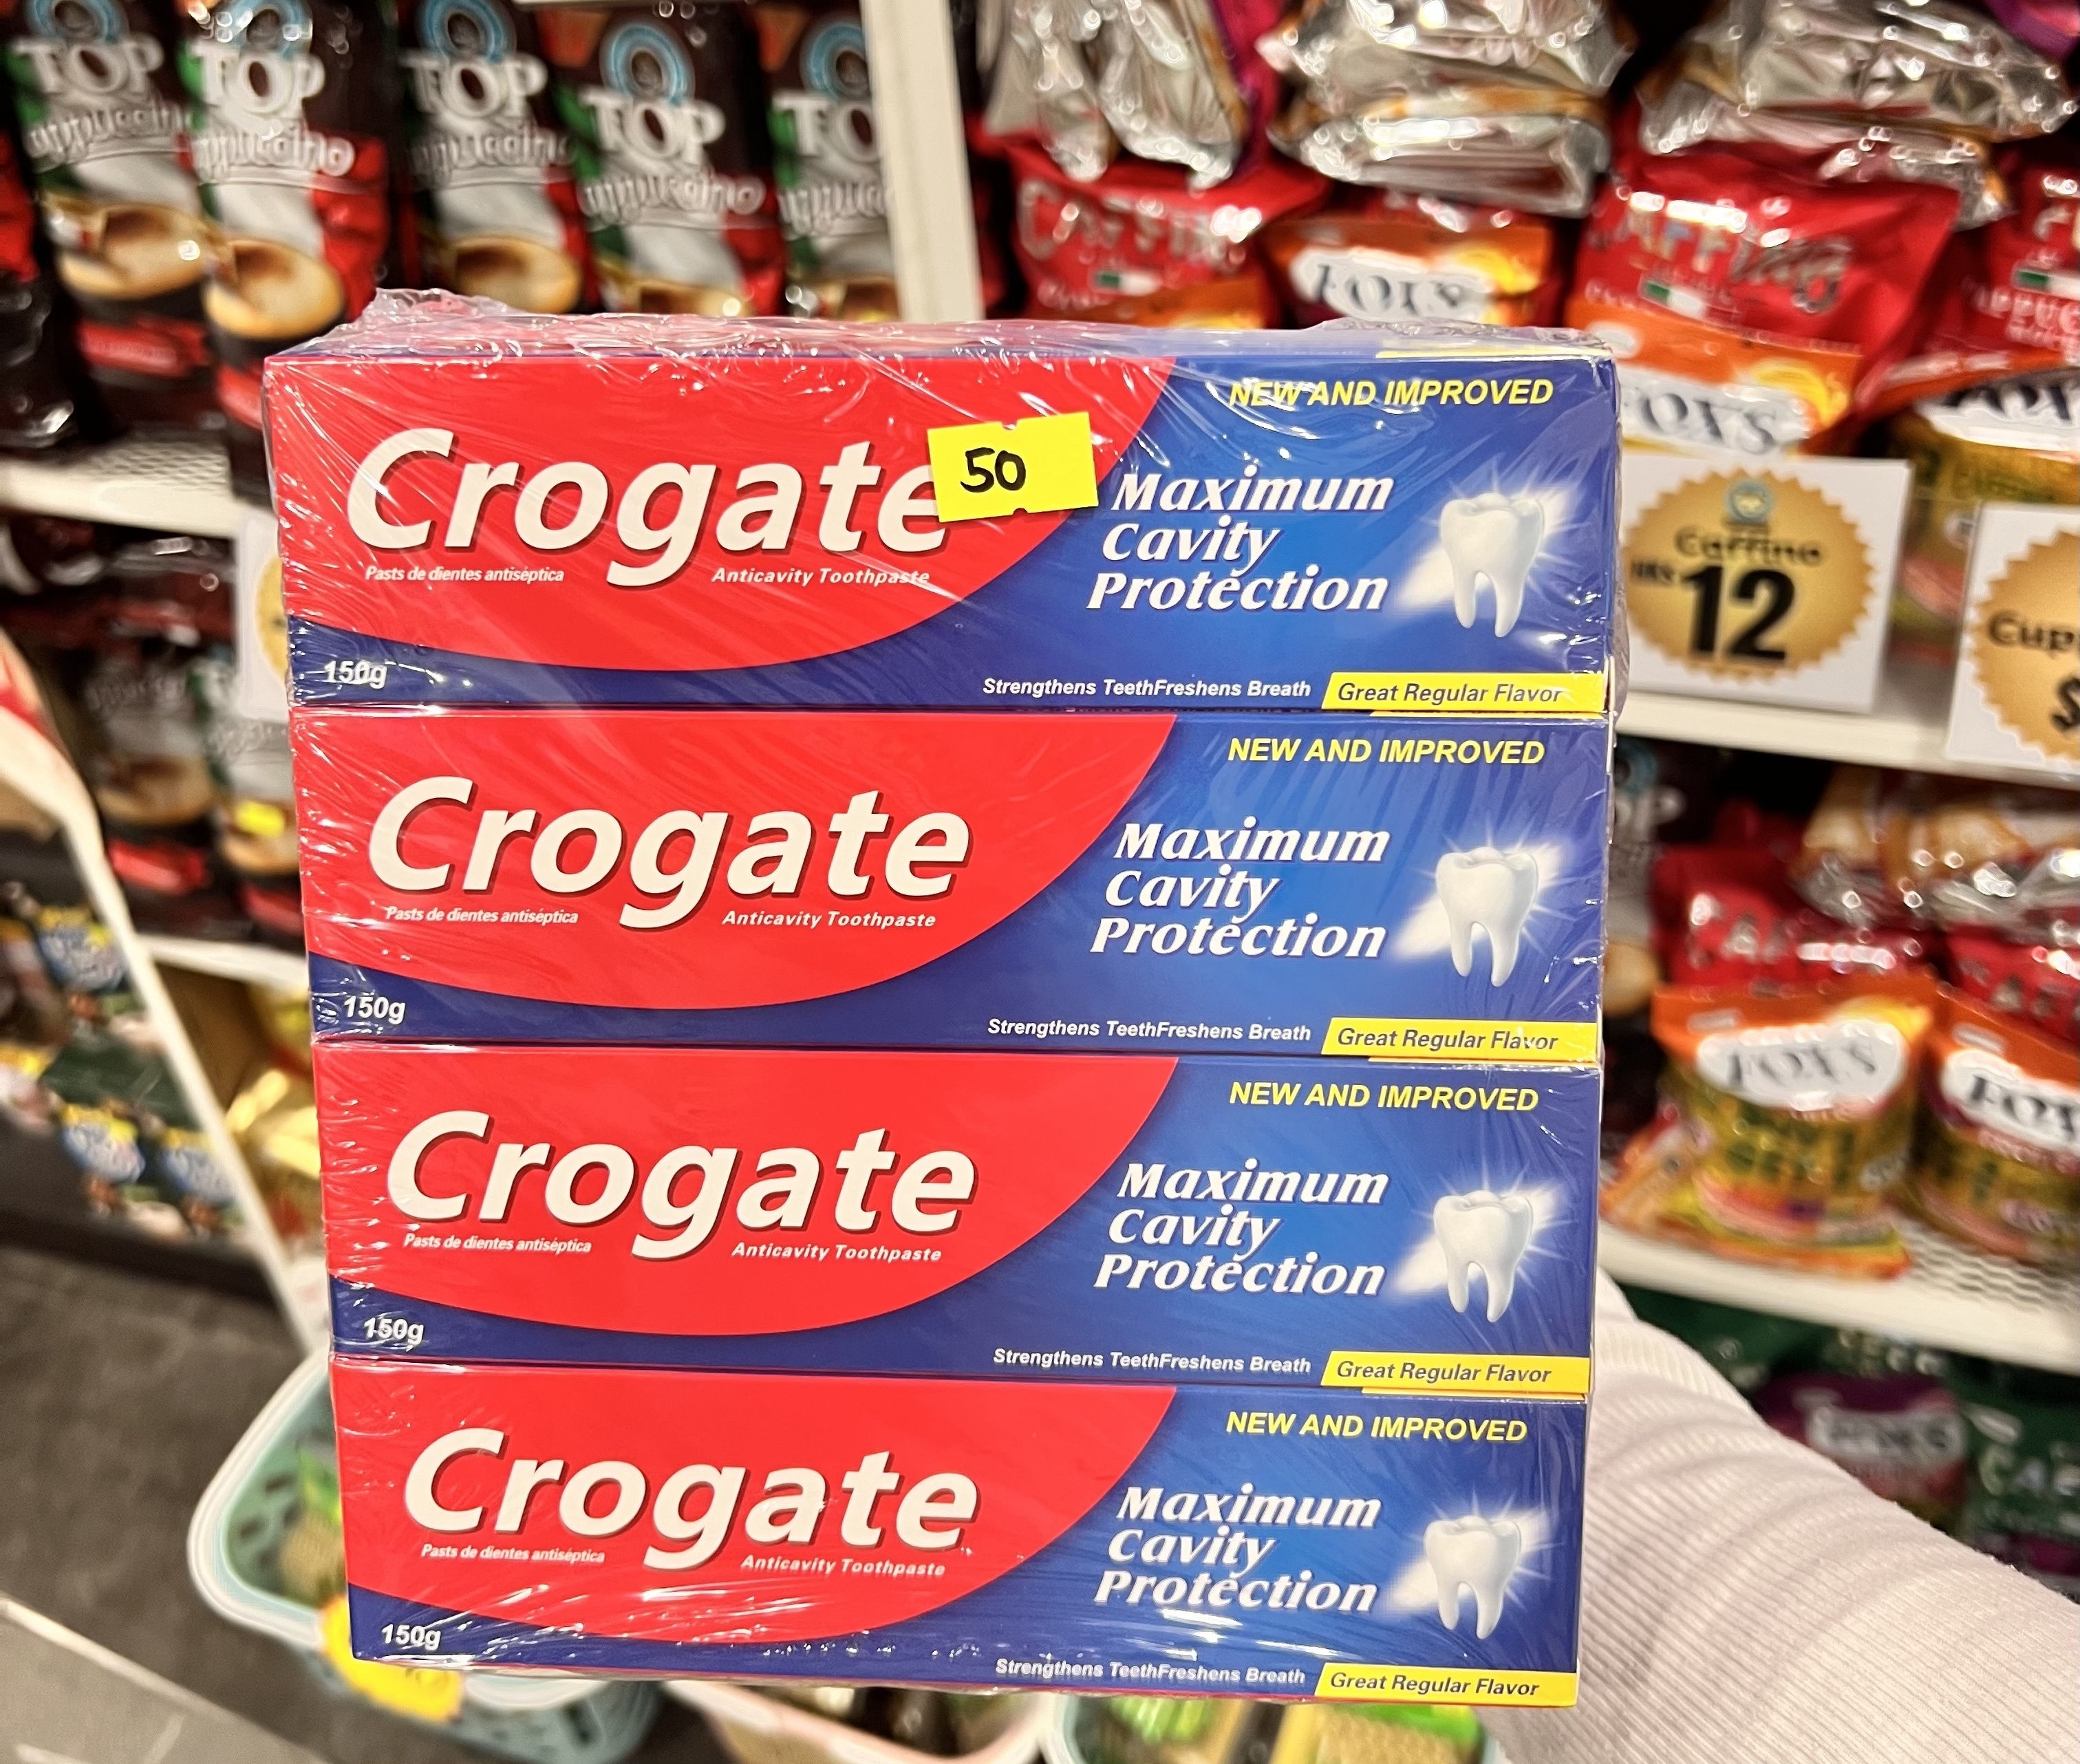 TOP
TOP
TOP
TOP
FOX'S
NEW AND IMPROVED
Crogate
50
Maximum
Cavity
Protection
Pasts de dientes antiséptica
Anticavity Toothpaste
150g
Strengthens TeethFreshens Breath
Great Regular Flavor
FOX'S
12
NEW AND IMPROVED
Crogate
Maximum
Cavity
Protection
Pasts de dientes antiséptica
Anticavity Toothpaste
150g
Strengthens TeethFreshens Breath
Great Regular Flavor
FOX'S
NEW AND IMPROVED
Crogate
Maximum
Cavity
Protection
Pasts de dientes antiséptica
Anticavity Toothpaste
150g
Strengthens TeethFreshens Breath
Great Regular Flavor
NEW AND IMPROVED
Crogate
Maximum
Cavity
Protection
Pasts de dientes antiséptica
Anticavity Toothpaste
150g
Strengthens TeethFreshens Breath
Great Regular Flavor